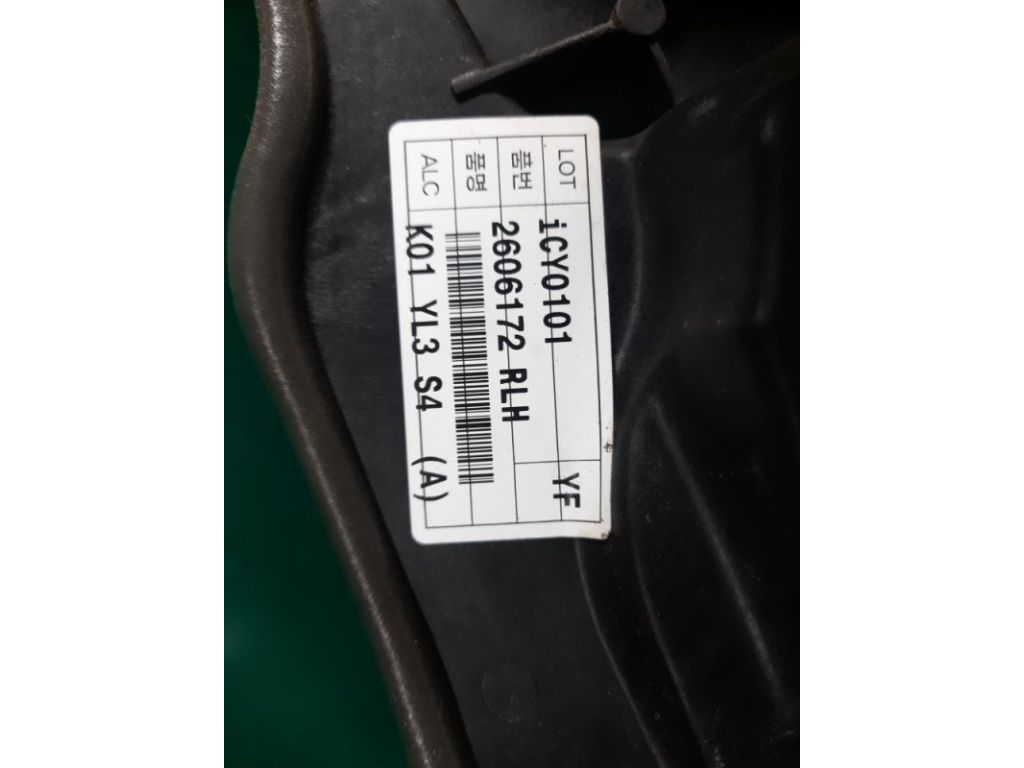 LOT iCY0101 YF
품번 2606172 RLH
품명
ALC K01 YL3 S4 (A)